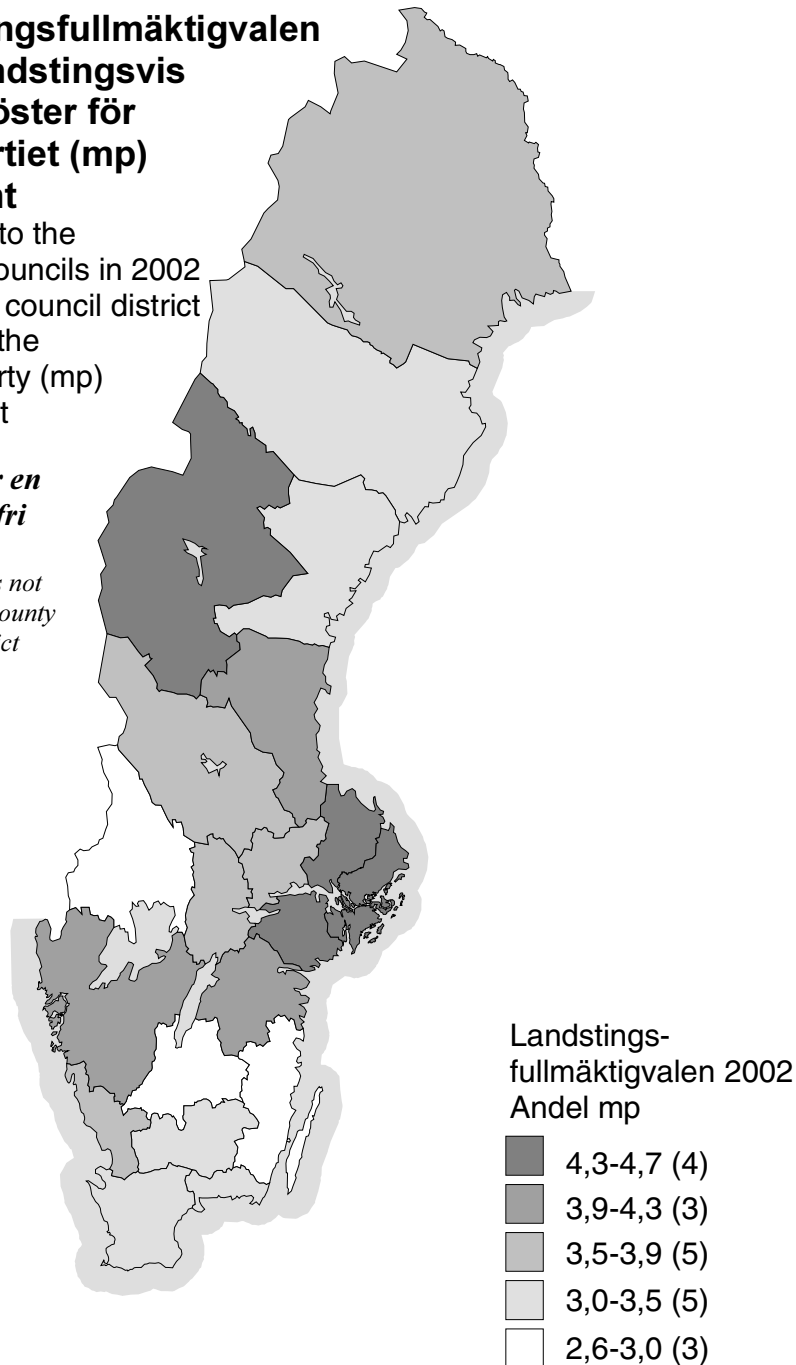 ngsfullmäktigvalen
ndstingsvis
öster för
rtiet (mp)
nt
to the
ouncils in 2002
council district
the
rty (mp)
t
r en
fri
s not
ounty
ict
Landstings-
fullmäktigvalen 2002
Andel mp
4,3-4,7 (4)
3,9-4,3 (3)
3,5-3,9 (5)
3,0-3,5 (5)
2,6-3,0 (3)